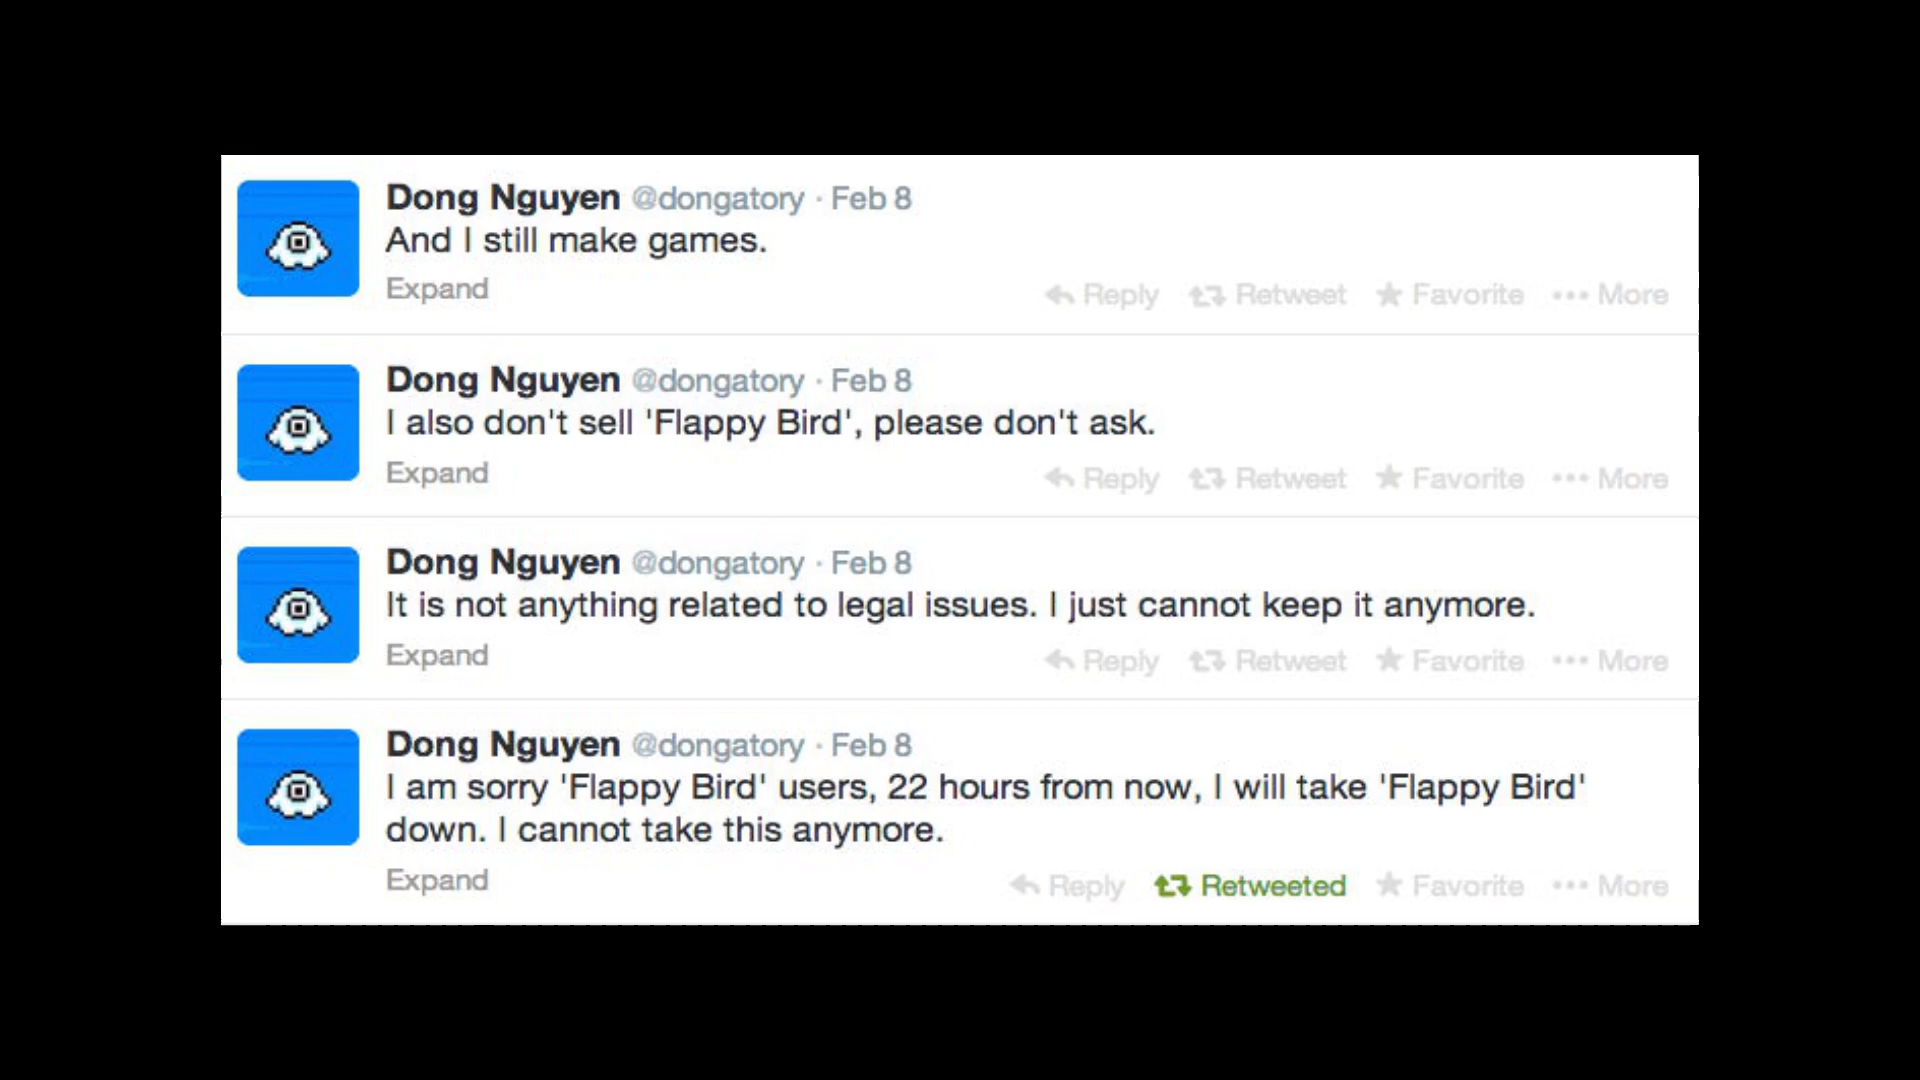 Dong Nguyen @dongatory · Feb 8
And I still make games.
Expand
Reply Retweet Favorite More
Dong Nguyen @dongatory · Feb 8
I also don't sell 'Flappy Bird', please don't ask.
Expand
Reply Retweet Favorite More
Dong Nguyen @dongatory · Feb 8
It is not anything related to legal issues. I just cannot keep it anymore.
Expand
Reply Retweet Favorite More
Dong Nguyen @dongatory · Feb 8
I am sorry 'Flappy Bird' users, 22 hours from now, I will take 'Flappy Bird'
down. I cannot take this anymore.
Expand
Reply Retweeted Favorite More